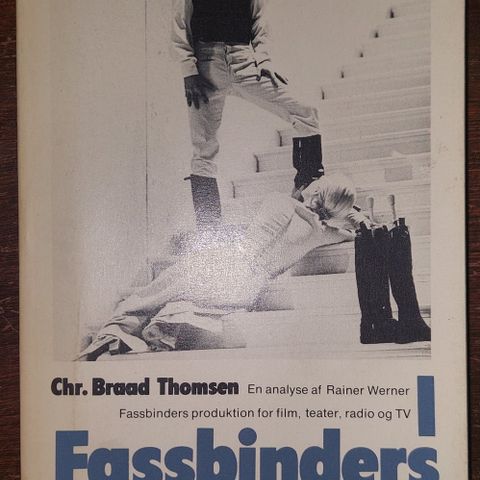 Chr. Braad Thomsen En analyse af Rainer Werner
Fassbinders produktion for film, teater, radio og TV
I Fassbinders